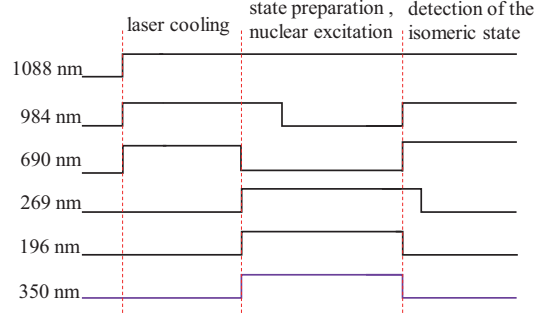 laser cooling
state preparation ,
nuclear excitation
detection of the
isomeric state
1088 nm
984 nm
690 nm
269 nm
196 nm
350 nm